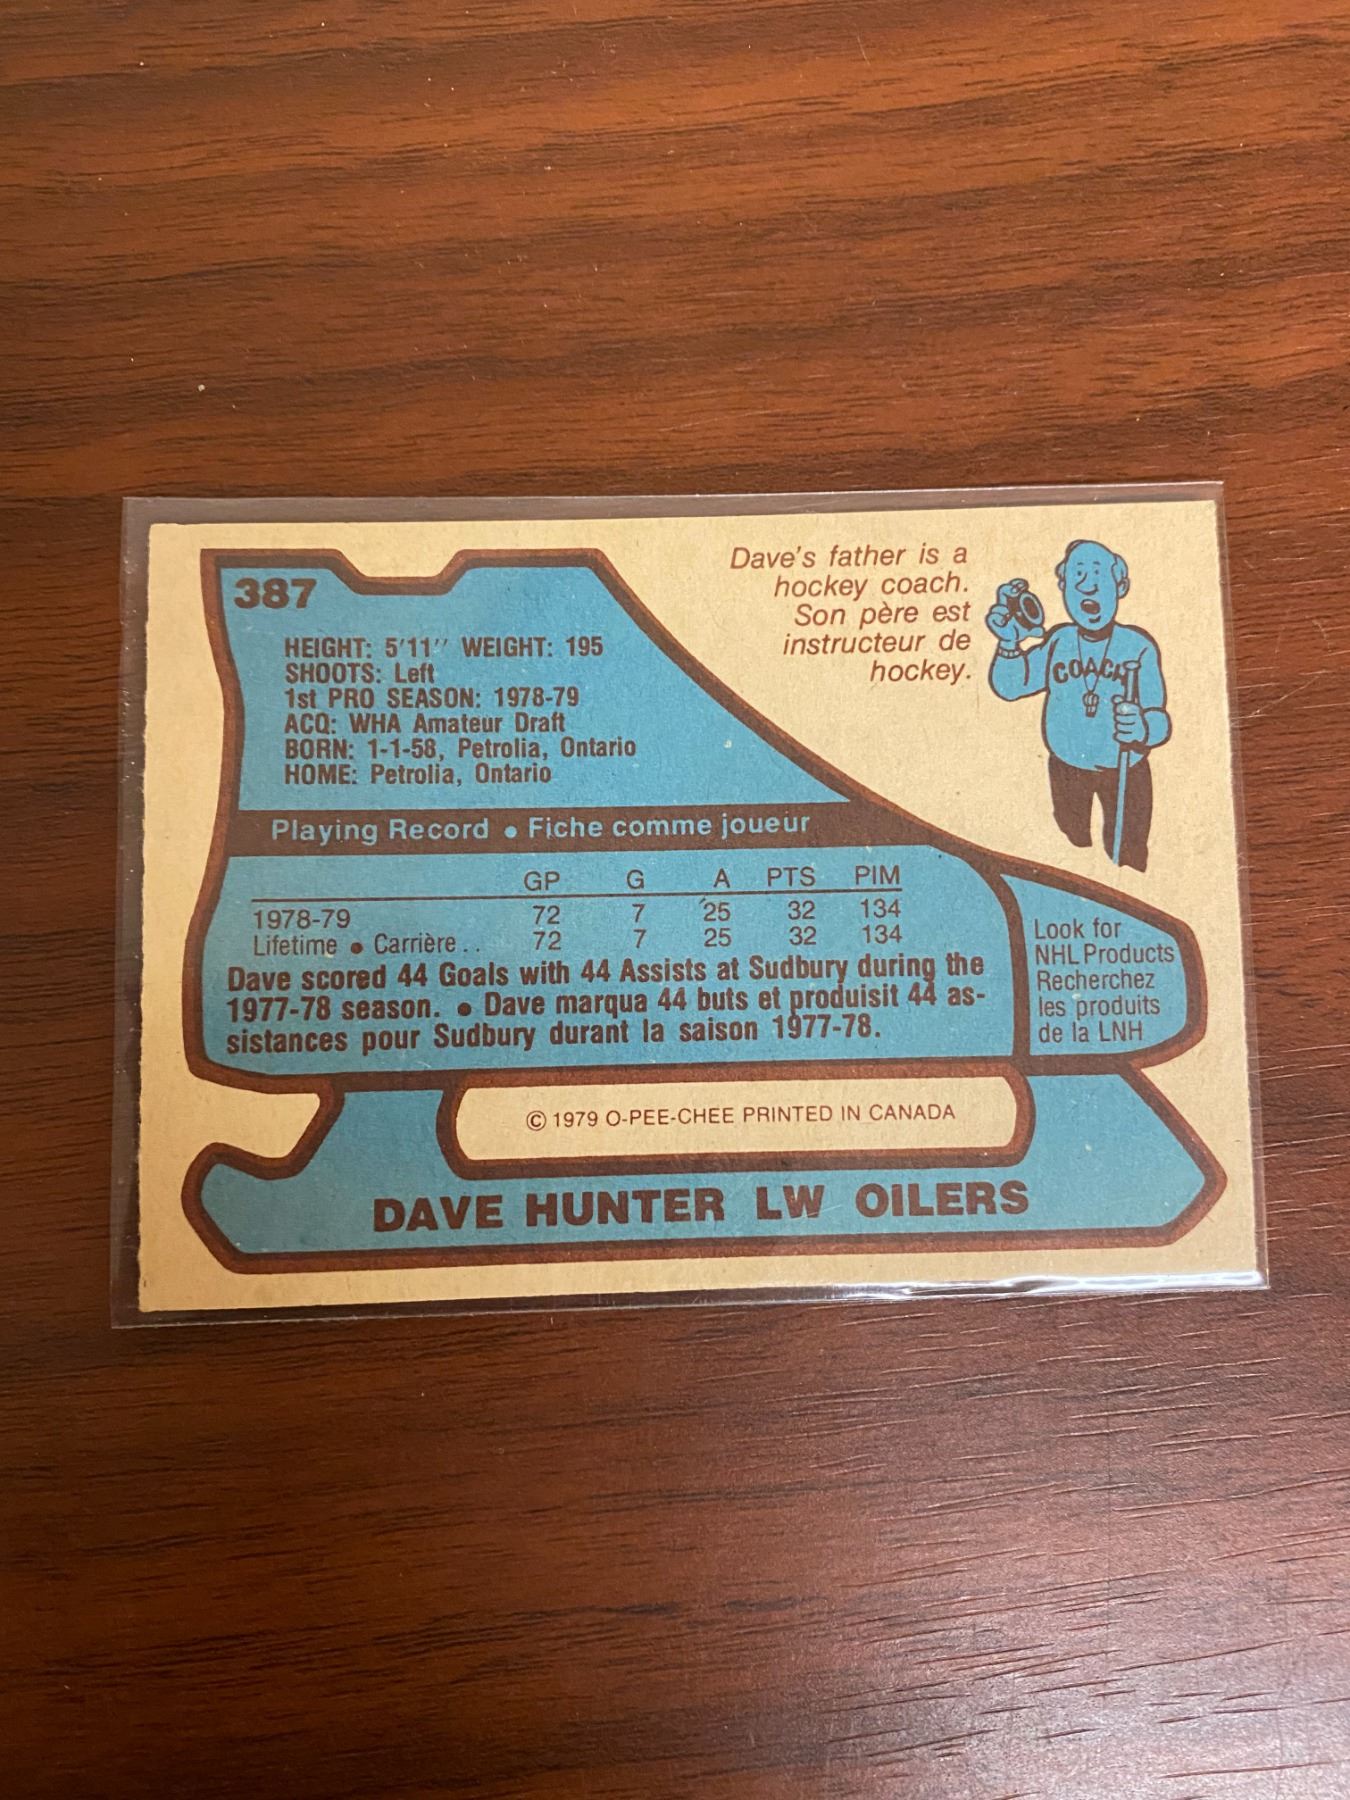 387
Dave's father is a
hockey coach.
Son père est
instructeur de
hockey.
COACH
HEIGHT: 5'11" WEIGHT: 195
SHOOTS: Left
1st PRO SEASON: 1978-79
ACQ: WHA Amateur Draft
BORN: 1-1-58, Petrolia, Ontario
HOME: Petrolia, Ontario
Playing Record • Fiche comme joueur
GP G A PTS PIM
1978-79 72 7 25 32 134
Lifetime • Carrière . . 72 7 25 32 134
Dave scored 44 Goals with 44 Assists at Sudbury during the
1977-78 season. • Dave marqua 44 buts et produisit 44 as-
sistances pour Sudbury durant la saison 1977-78.
Look for
NHL Products
Recherchez
les produits
de la LNH
© 1979 O-PEE-CHEE PRINTED IN CANADA
DAVE HUNTER LW OILERS